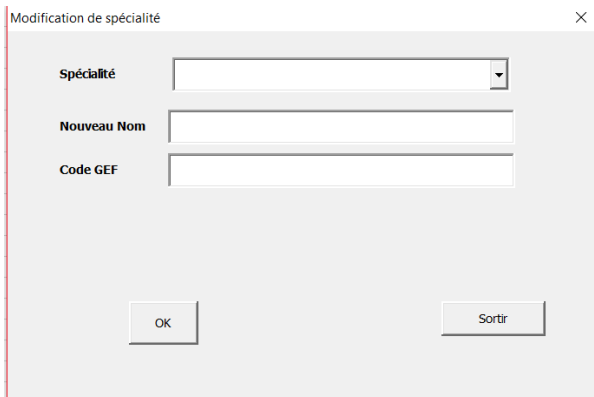 Modification de spécialité
Spécialité
Nouveau Nom
Code GEF
OK
Sortir